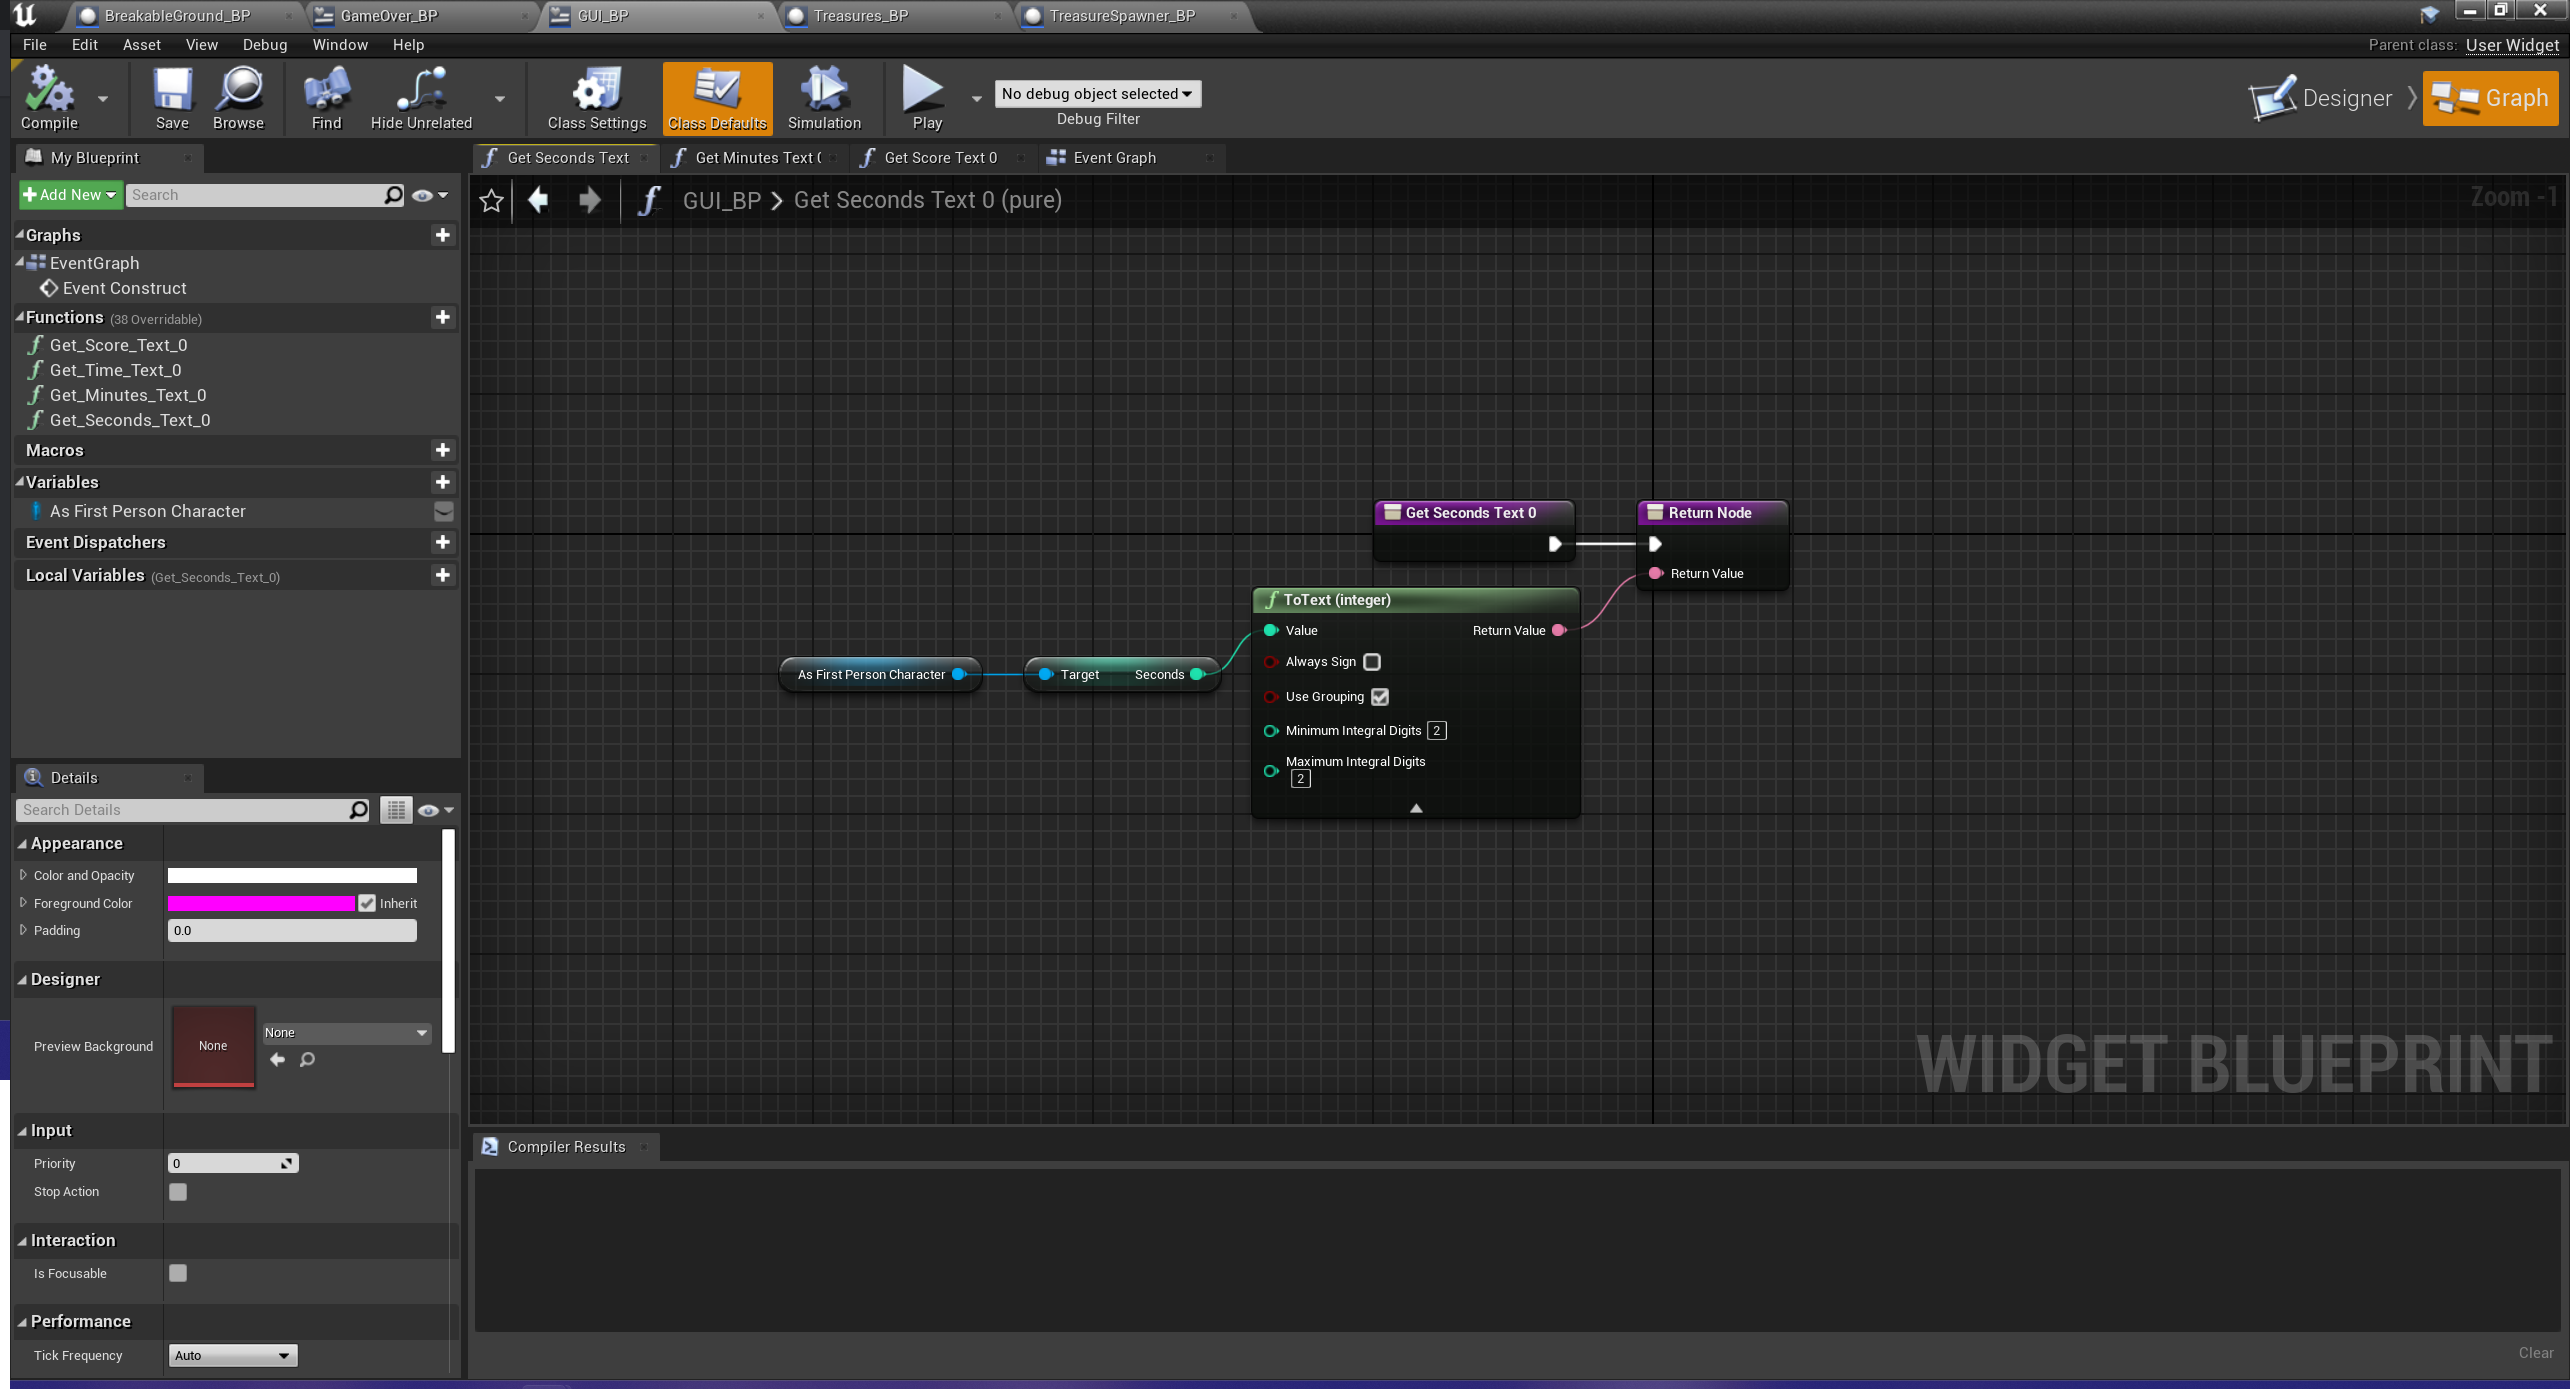 BreakableGround_BP
GameOver_BP
GUI_BP
Treasures_BP
TreasureSpawner_BP
File Edit Asset View Debug Window Help
Parent class: User Widget
Compile
Save
Browse
Find
Hide Unrelated
Class Settings
Class Defaults
Simulation
Play
No debug object selected
Debug Filter
Designer
Graph
My Blueprint
Add New
Search
Graphs
EventGraph
Event Construct
Functions (38 Overridable)
Get_Score_Text_0
Get_Time_Text_0
Get_Minutes_Text_0
Get_Seconds_Text_0
Macros
Variables
As First Person Character
Event Dispatchers
Local Variables (Get_Seconds_Text_0)
Details
Search Details
Appearance
Color and Opacity
Foreground Color Inherit
Padding 0.0
Designer
Preview Background None None
Input
Priority 0
Stop Action
Interaction
Is Focusable
Performance
Tick Frequency Auto
Get Seconds Text
Get Minutes Text (
Get Score Text 0
Event Graph
GUI_BP > Get Seconds Text 0 (pure)
Zoom -1
Get Seconds Text 0
Return Node
Return Value
ToText (integer)
Value Return Value
Always Sign
Use Grouping
Minimum Integral Digits 2
Maximum Integral Digits
2
As First Person Character
Target Seconds
WIDGET BLUEPRINT
Compiler Results
Clear